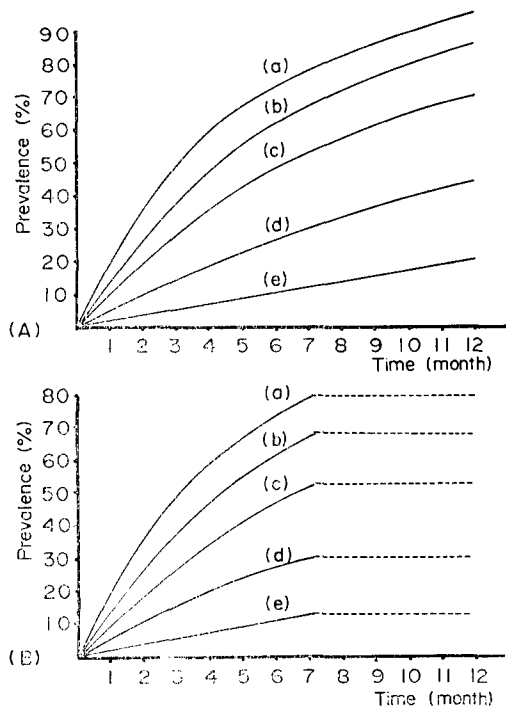 90
80
70
60
50
40
30
20
10
Prevalence (%)
(a)
(b)
(c)
(d)
(e)
(A)
1 2 3 4 5 6 7 8 9 10 11 12
Time (month)
80
70
60
50
40
30
20
10
Prevalence (%)
(a)
(b)
(c)
(d)
(e)
(B)
1 2 3 4 5 6 7 8 9 10 11 12
Time (month)